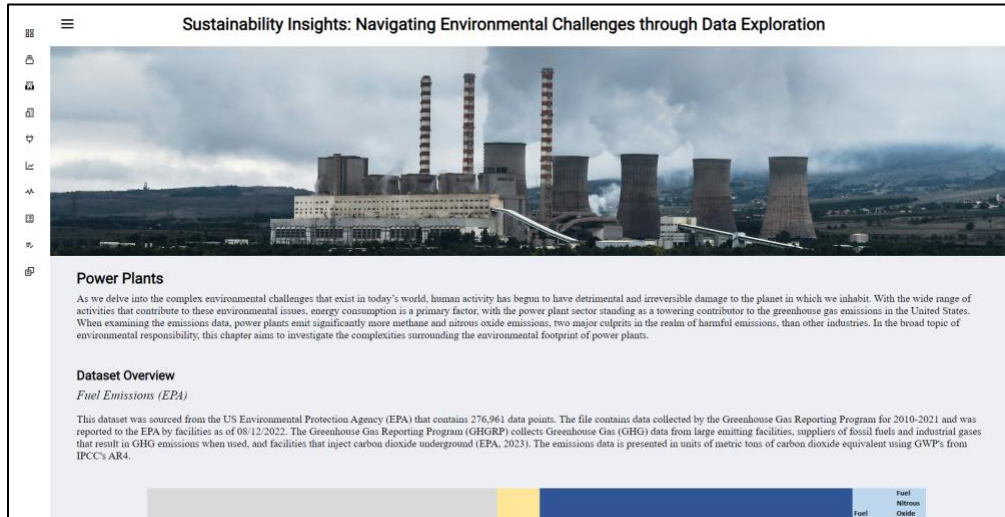 Sustainability Insights: Navigating Environmental Challenges through Data Exploration
Power Plants
As we delve into the complex environmental challenges that exist in today's world, human activity has begun to have detrimental and irreversible damage to the planet in which we inhabit. With the wide range of
activities that contribute to these environmental issues, energy consumption is a primary factor, with the power plant sector standing as a towering contributor to the greenhouse gas emissions in the United States.
When examining the emissions data, power plants emit significantly more methane and nitrous oxide emissions, two major culprits in the realm of harmful emissions, than other industries. In the broad topic of
environmental responsibility, this chapter aims to investigate the complexities surrounding the environmental footprint of power plants.
Dataset Overview
Fuel Emissions (EPA)
This dataset was sourced from the US Environmental Protection Agency (EPA) that contains 276,961 data points. The file contains data collected by the Greenhouse Gas Reporting Program for 2010-2021 and was
reported to the EPA by facilities as of 08/12/2022. The Greenhouse Gas Reporting Program (GHGRP) collects Greenhouse Gas (GHG) data from large emitting facilities, suppliers of fossil fuels and industrial gases
that result in GHG emissions when used, and facilities that inject carbon dioxide underground (EPA, 2023). The emissions data is presented in units of metric tons of carbon dioxide equivalent using GWP's from
IPCC's AR4.
Fuel
Nitrous
Fuel Oxide